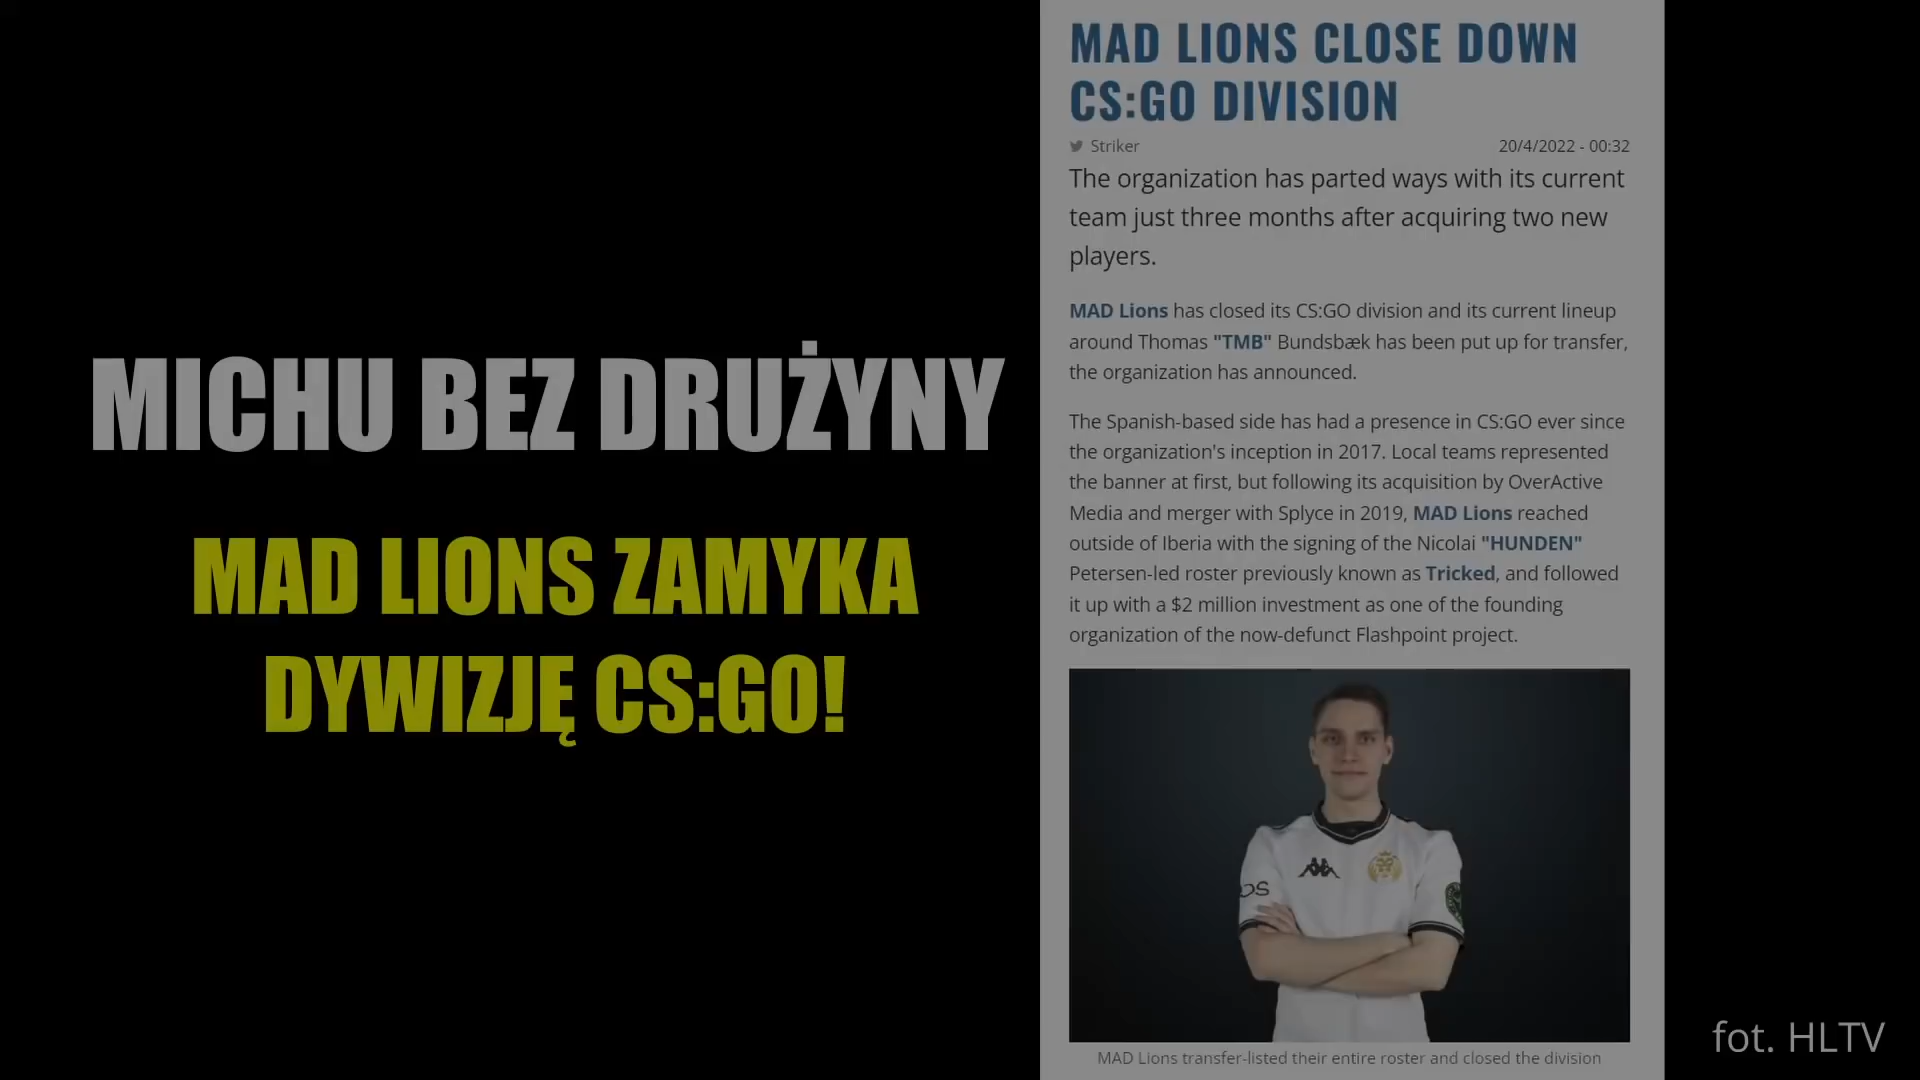 MICHU BEZ DRUŻYNY
MAD LIONS ZAMYKA
DYWIZJĘ CS:GO!
MAD LIONS CLOSE DOWN
CS:GO DIVISION
Striker
20/4/2022 - 00:32
The organization has parted ways with its current
team just three months after acquiring two new
players.
MAD Lions has closed its CS:GO division and its current lineup
around Thomas "TMB" Bundsbæk has been put up for transfer,
the organization has announced.
The Spanish-based side has had a presence in CS:GO ever since
the organization's inception in 2017. Local teams represented
the banner at first, but following its acquisition by OverActive
Media and merger with Splyce in 2019, MAD Lions reached
outside of Iberia with the signing of the Nicolai "HUNDEN"
Petersen-led roster previously known as Tricked, and followed
it up with a $2 million investment as one of the founding
organization of the now-defunct Flashpoint project.
OS
MAD Lions transfer-listed their entire roster and closed the division
fot. HLTV